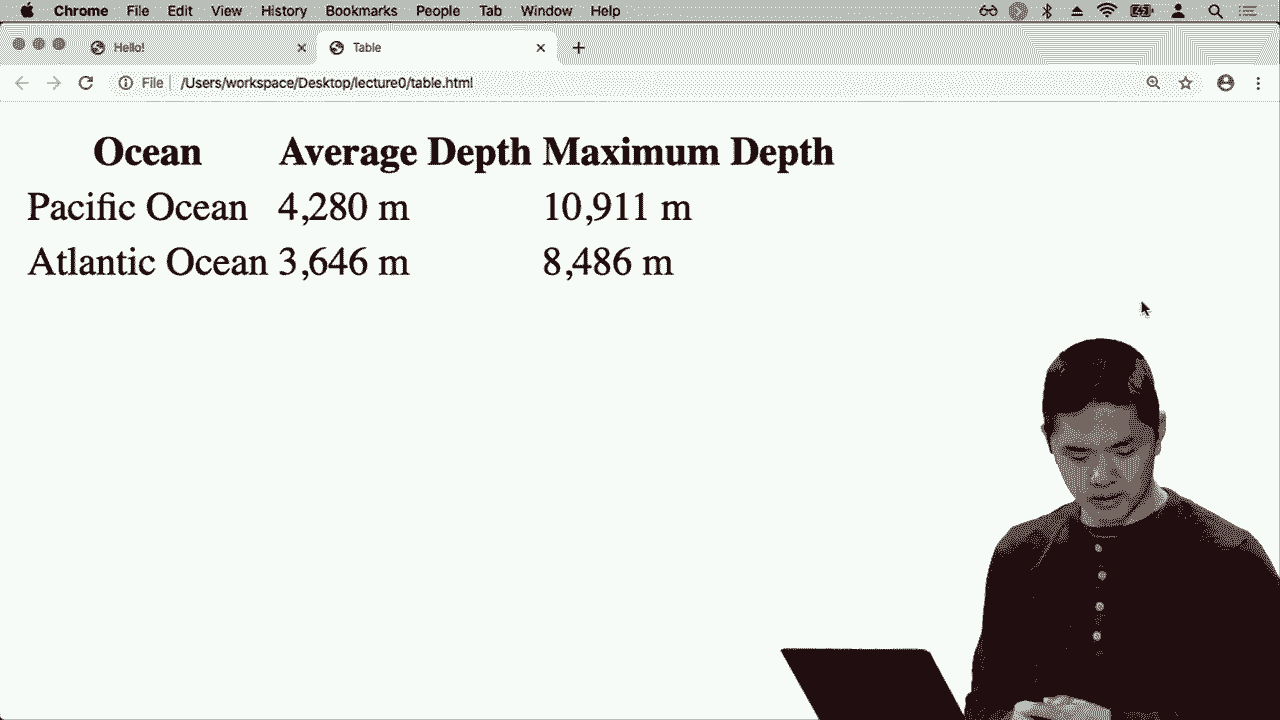 Chrome File Edit View History Bookmarks People Tab Window Help
Hello! Table
File /Users/workspace/Desktop/lecture0/table.html
Ocean Average Depth Maximum Depth
Pacific Ocean 4,280 m 10,911 m
Atlantic Ocean 3,646 m 8,486 m